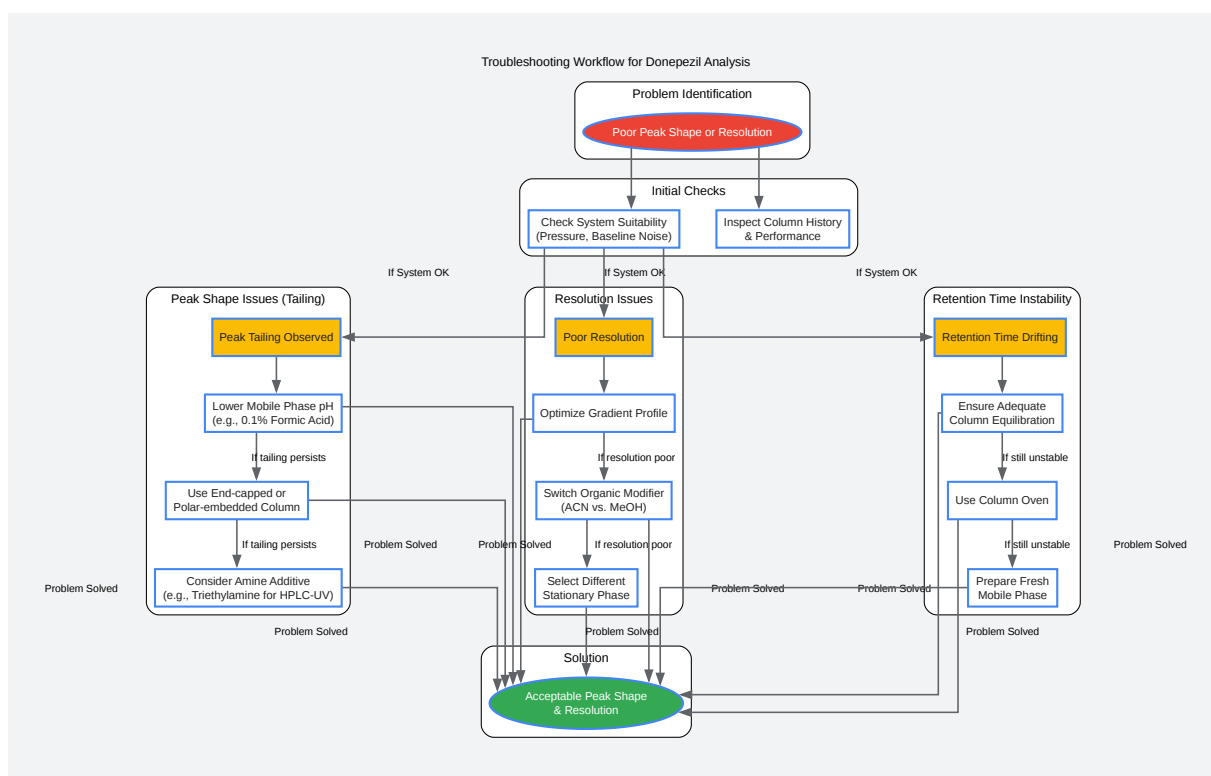 Troubleshooting Workflow for Donepezil Analysis
Problem Identification
Poor Peak Shape or Resolution
Initial Checks
Check System Suitability
(Pressure, Baseline Noise)
Inspect Column History
& Performance
If System OK
If System OK
If System OK
Peak Shape Issues (Tailing)
Peak Tailing Observed
Lower Mobile Phase pH
(e.g., 0.1% Formic Acid)
If tailing persists
Use End-capped or
Polar-embedded Column
If tailing persists
Consider Amine Additive
(e.g., Triethylamine for HPLC-UV)
Resolution Issues
Poor Resolution
Optimize Gradient Profile
If resolution poor
Switch Organic Modifier
(ACN vs. MeOH)
If resolution poor
Select Different
Stationary Phase
Retention Time Instability
Retention Time Drifting
Ensure Adequate
Column Equilibration
If still unstable
Use Column Oven
If still unstable
Prepare Fresh
Mobile Phase
Problem Solved
Problem Solved
Problem Solved
Problem Solved
Problem Solved
Problem Solved
Problem Solved
Problem Solved
Problem Solved
Solution
Acceptable Peak Shape
& Resolution